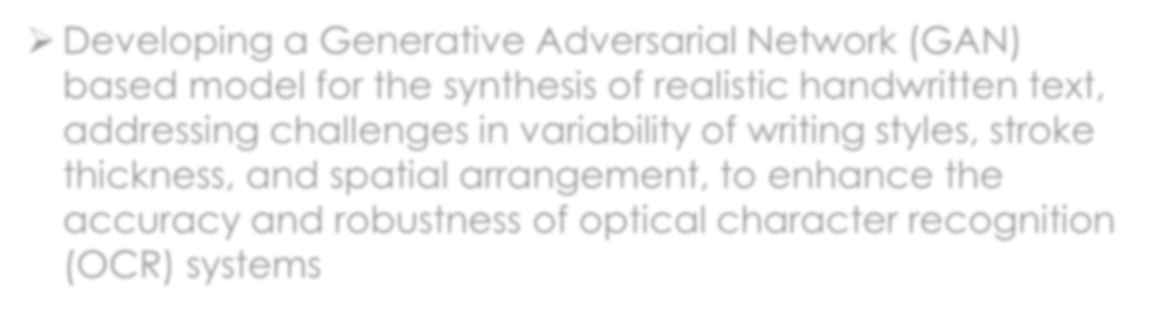 ➢ Developing a Generative Adversarial Network (GAN)
based model for the synthesis of realistic handwritten text,
addressing challenges in variability of writing styles, stroke
thickness, and spatial arrangement, to enhance the
accuracy and robustness of optical character recognition
(OCR) systems